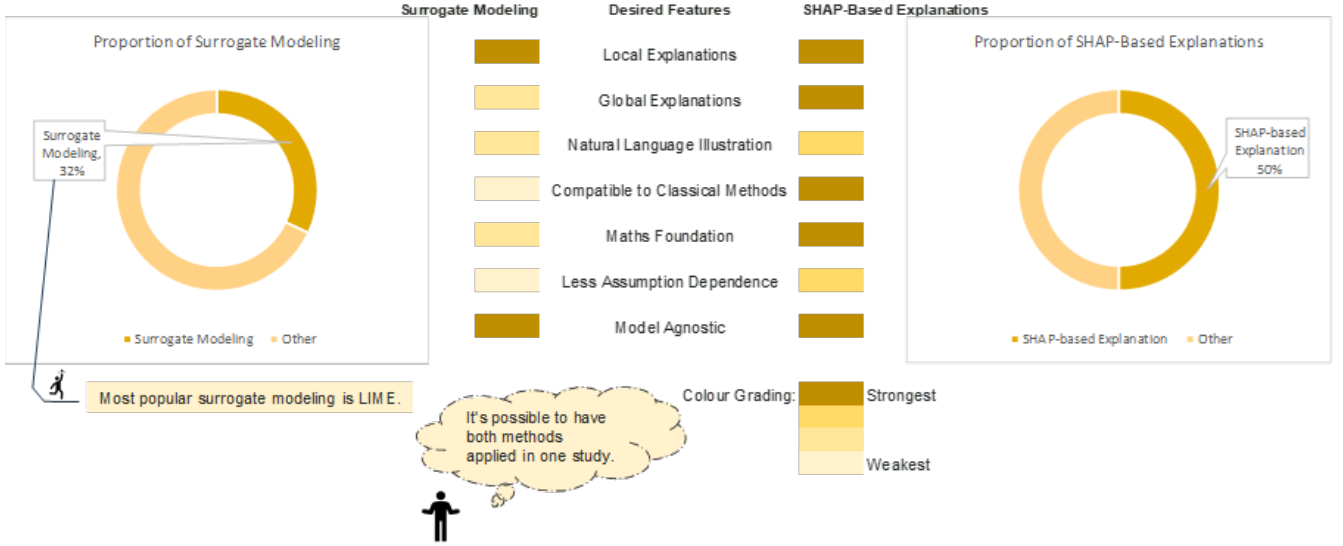 Surrogate Modeling
Desired Features
SHAP-Based Explanations
Proportion of Surrogate Modeling
Surrogate
Modeling,
32%
Surrogate Modeling
Other
Local Explanations
Global Explanations
Natural Language Illustration
Compatible to Classical Methods
Maths Foundation
Less Assumption Dependence
Model Agnostic
Proportion of SHAP-Based Explanations
SHAP-based
Explanation
50%
SHAP-based Explanation
Other
Most popular surrogate modeling is LIME.
It's possible to have
both methods
applied in one study.
Colour Grading:
Strongest
Weakest